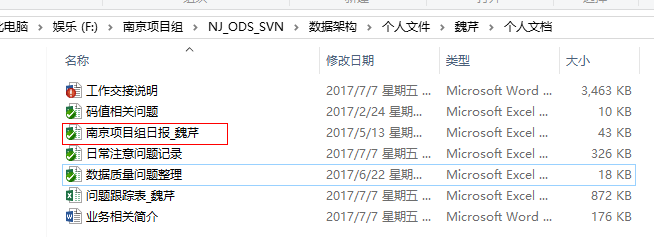 此电脑 > 娱乐 (F:) > 南京项目组 > NJ_ODS_SVN > 数据架构 > 个人文件 > 魏芹 > 个人文档
名称 修改日期 类型 大小
工作交接说明 2017/7/7 星期五 ... Microsoft Word ... 3,463 KB
码值相关问题 2017/2/24 星期五 ... Microsoft Excel ... 10 KB
南京项目组日报_魏芹 2017/5/13 星期六 ... Microsoft Excel ... 43 KB
日常注意问题记录 2017/7/7 星期五 ... Microsoft Excel ... 326 KB
数据质量问题整理 2017/6/22 星期四 ... Microsoft Excel ... 18 KB
问题跟踪表_魏芹 2017/7/7 星期五 ... Microsoft Excel ... 872 KB
业务相关简介 2017/7/7 星期五 ... Microsoft Word ... 176 KB